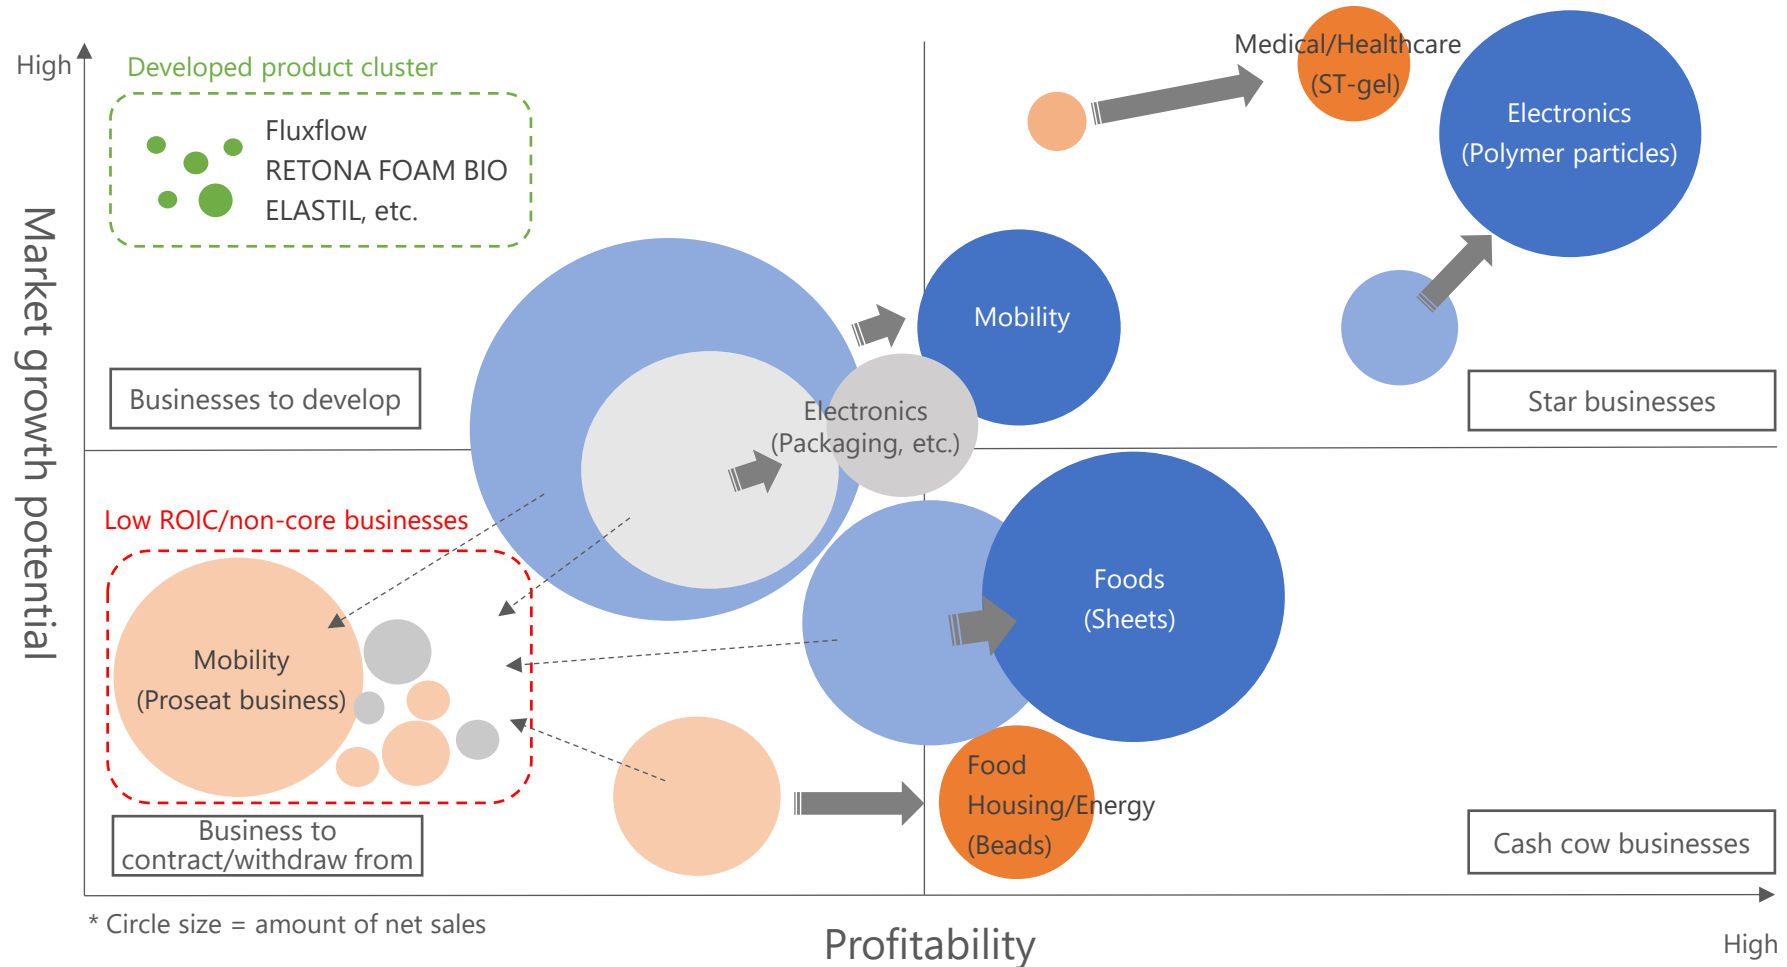 High
Developed product cluster
Fluxflow
RETONA FOAM BIO
ELASTIL, etc.
Medical/Healthcare
(ST-gel)
Electronics
(Polymer particles)
Market growth potential
Mobility
Businesses to develop
Electronics
(Packaging, etc.)
Star businesses
Low ROIC/non-core businesses
Mobility
(Proseat business)
Foods
(Sheets)
Food
Housing/Energy
(Beads)
Business to
contract/withdraw from
Cash cow businesses
* Circle size = amount of net sales
Profitability
High